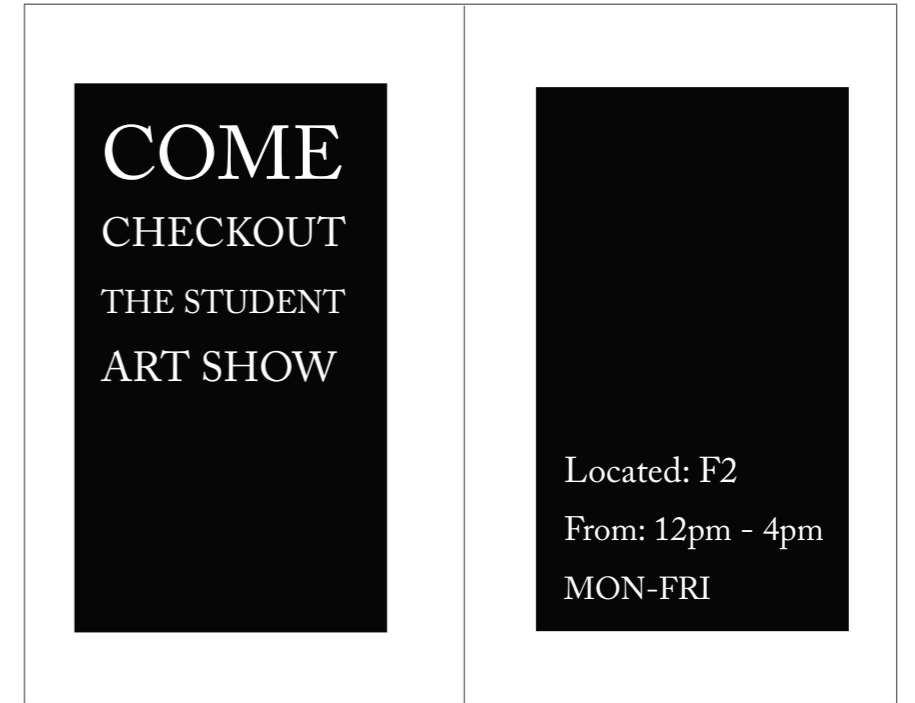 COME
CHECKOUT
THE STUDENT
ART SHOW
Located: F2
From: 12pm - 4pm
MON-FRI